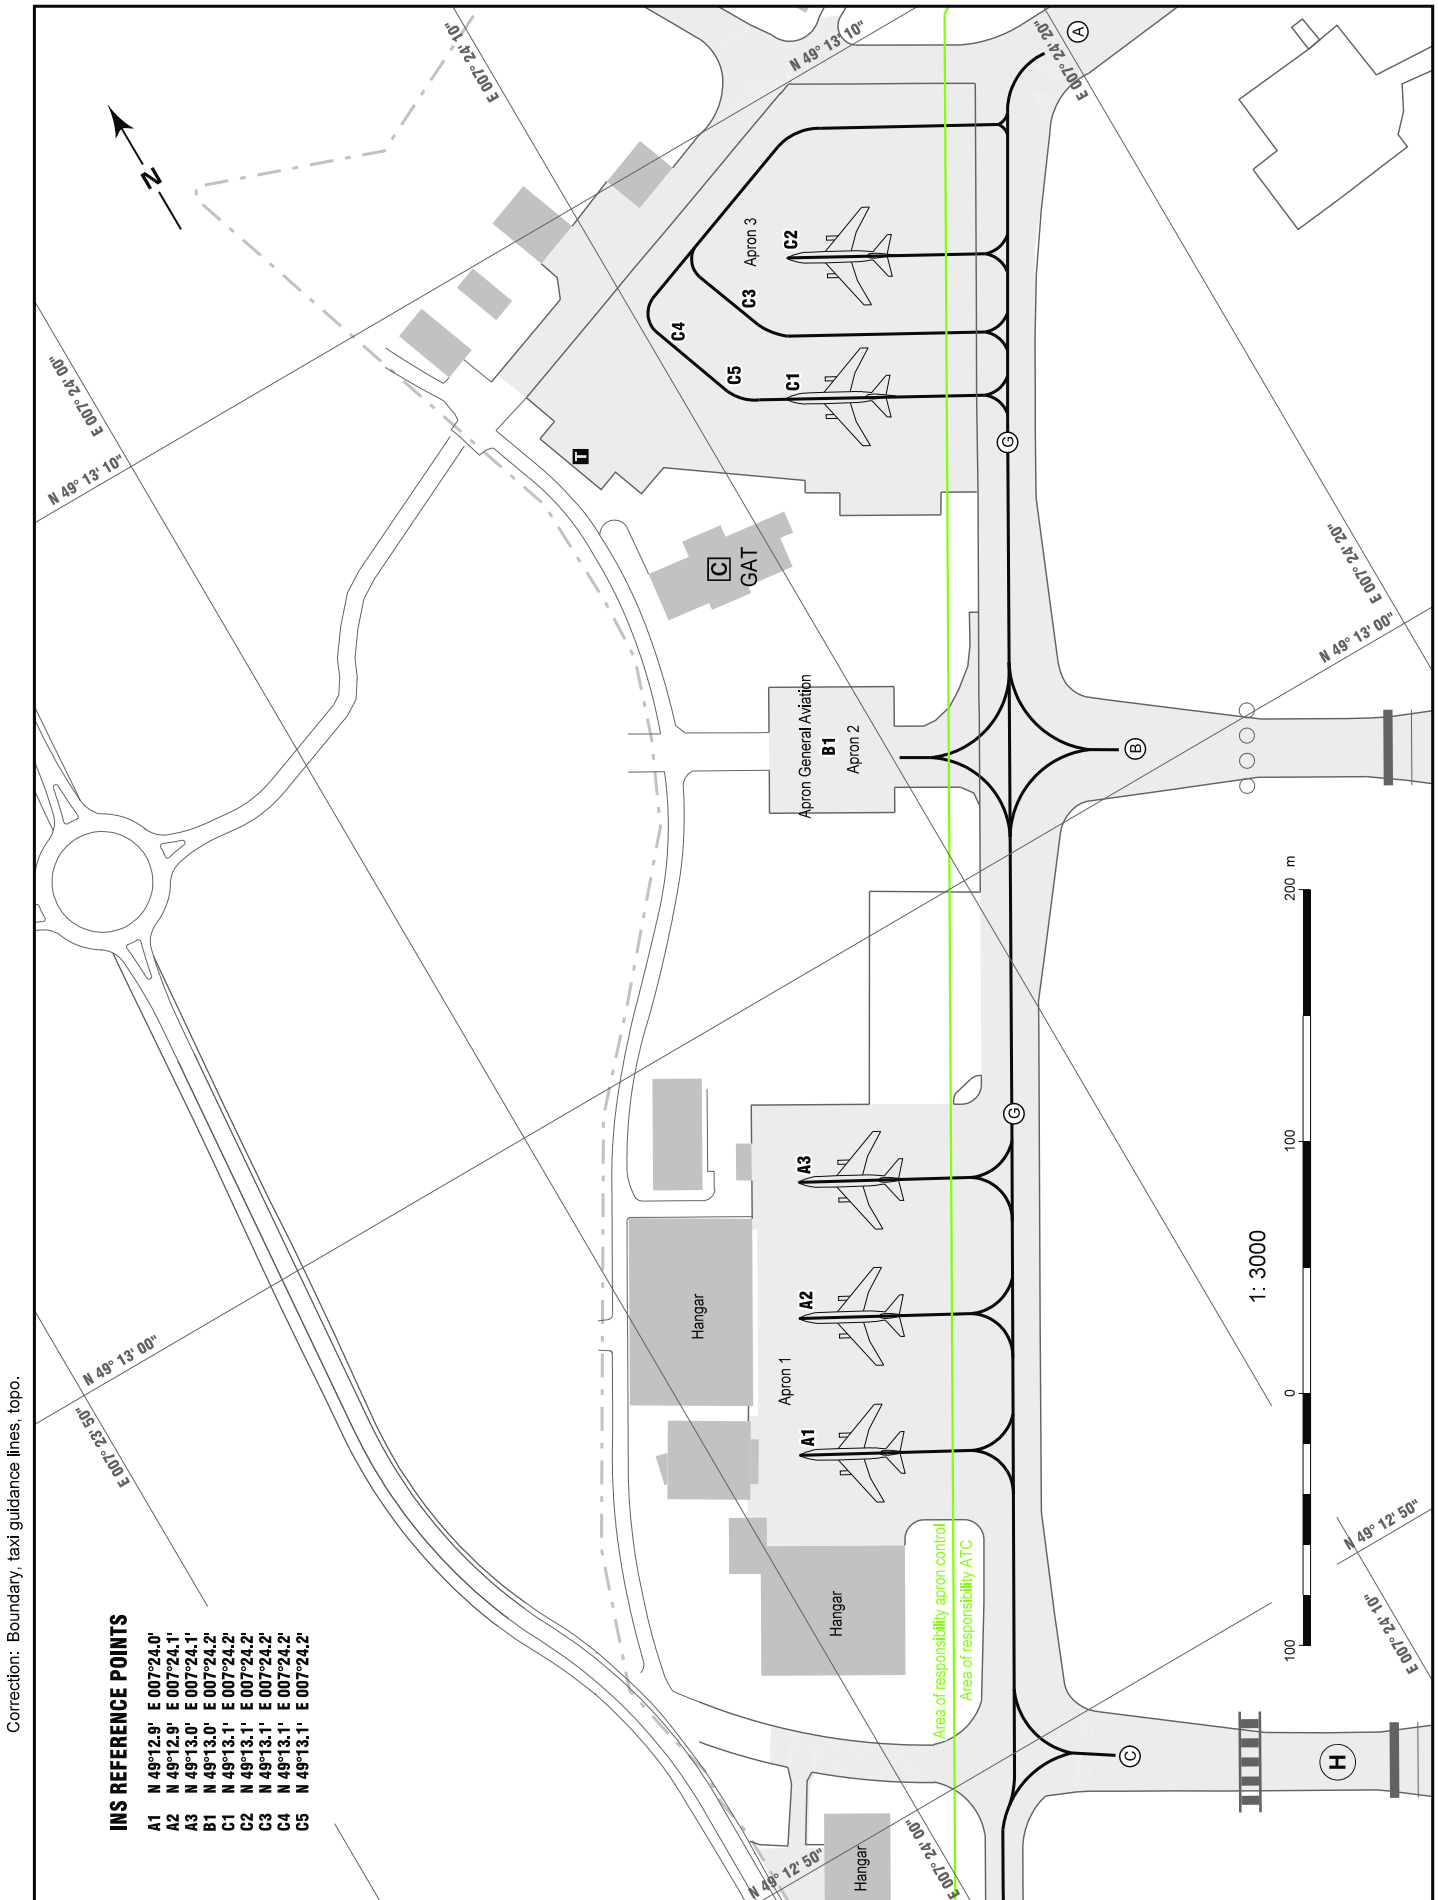 Correction: Boundary, taxi guidance lines, topo.
INS REFERENCE POINTS
A1 N 49°12.9' E 007°24.0'
A2 N 49°12.9' E 007°24.1'
A3 N 49°13.0' E 007°24.1'
B1 N 49°13.0' E 007°24.2'
C1 N 49°13.1' E 007°24.2'
C2 N 49°13.1' E 007°24.2'
C3 N 49°13.1' E 007°24.2'
C4 N 49°13.1' E 007°24.2'
C5 N 49°13.1' E 007°24.2'
N
E 007° 24' 10"
N 49° 13' 10"
E 007° 24' 20"
A
E 007° 24' 00"
N 49° 13' 10"
Apron 3
C2
C3
C4
C5
C1
G
T
C
GAT
E 007° 24' 20"
N 49° 13' 00"
Apron General Aviation
B1
Apron 2
B
N 49° 13' 00"
E 007° 23' 50"
Hangar
Apron 1
A3
A2
A1
G
Hangar
Area of responsibility apron control
Area of responsibility ATC
1: 3000
100
0
100
200 m
N 49° 12' 50"
E 007° 24' 10"
C
H
Hangar
N 49° 12' 50"
E 007° 24' 00"